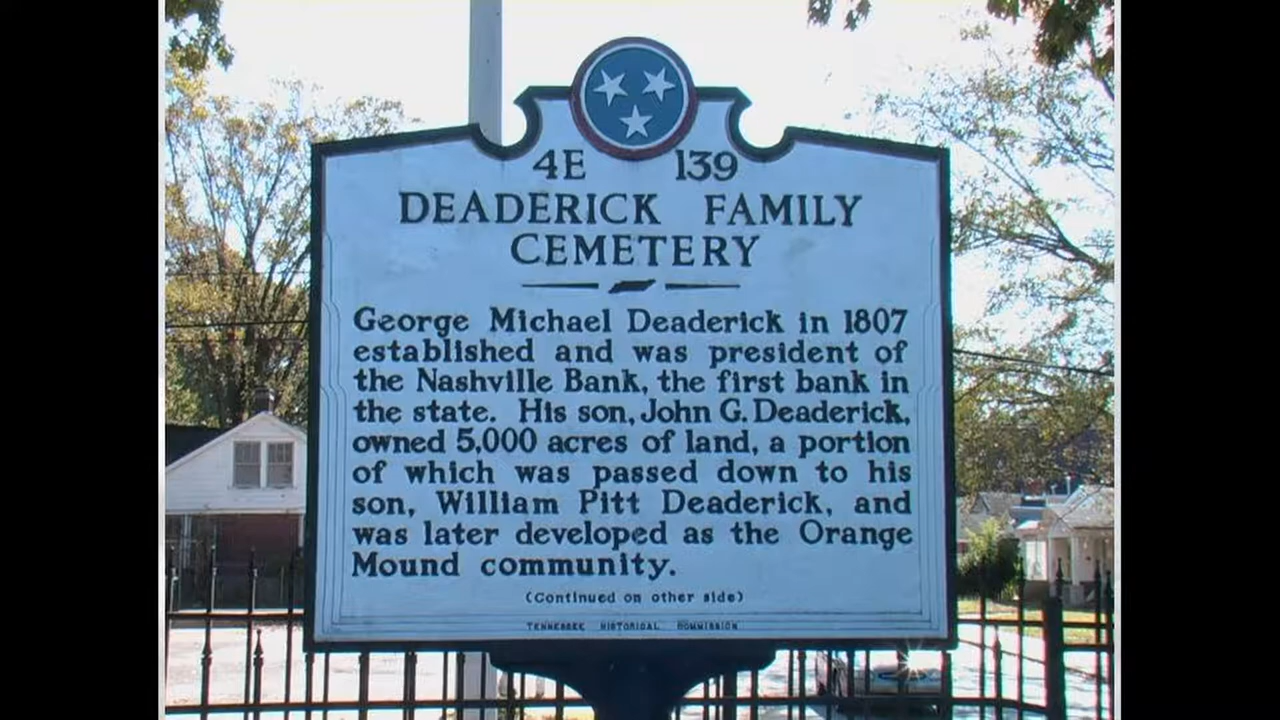 4E 139
DEADERICK FAMILY
CEMETERY
George Michael Deaderick in 1807
established and was president of
the Nashville Bank, the first bank in
the state. His son, John G. Deaderick,
owned 5,000 acres of land, a portion
of which was passed down to his
son, William Pitt Deaderick, and
was later developed as the Orange
Mound community.
(Continued on other side)
TENNESSEE HISTORICAL COMMISSION